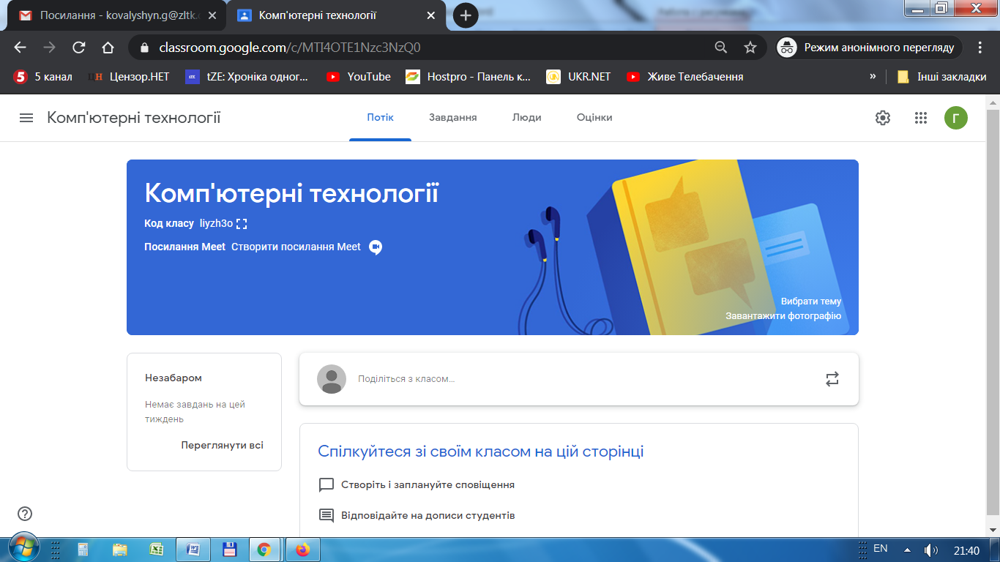 Посилання - kovalyshyn.g@zltk.c
Комп'ютерні технології
classroom.google.com/c/MTI4OTE1Nzc3NzQ0
Режим анонімного перегляду
5 5 канал
ЦН Цензор.НЕТ
tZE: Хроніка одног...
YouTube
Hostpro - Панель к...
UKR.NET
Живе Телебачення
»
Інші закладки
Комп'ютерні технології
Потік
Завдання
Люди
Оцінки
Г
Комп'ютерні технології
Код класу liyzh3o
Посилання Meet Створити посилання Meet
Вибрати тему
Завантажити фотографію
Незабаром
Немає завдань на цей
тиждень
Переглянути всі
Поділіться з класом...
Спілкуйтеся зі своїм класом на цій сторінці
Створіть і заплануйте сповіщення
Відповідайте на дописи студентів
EN
21:40